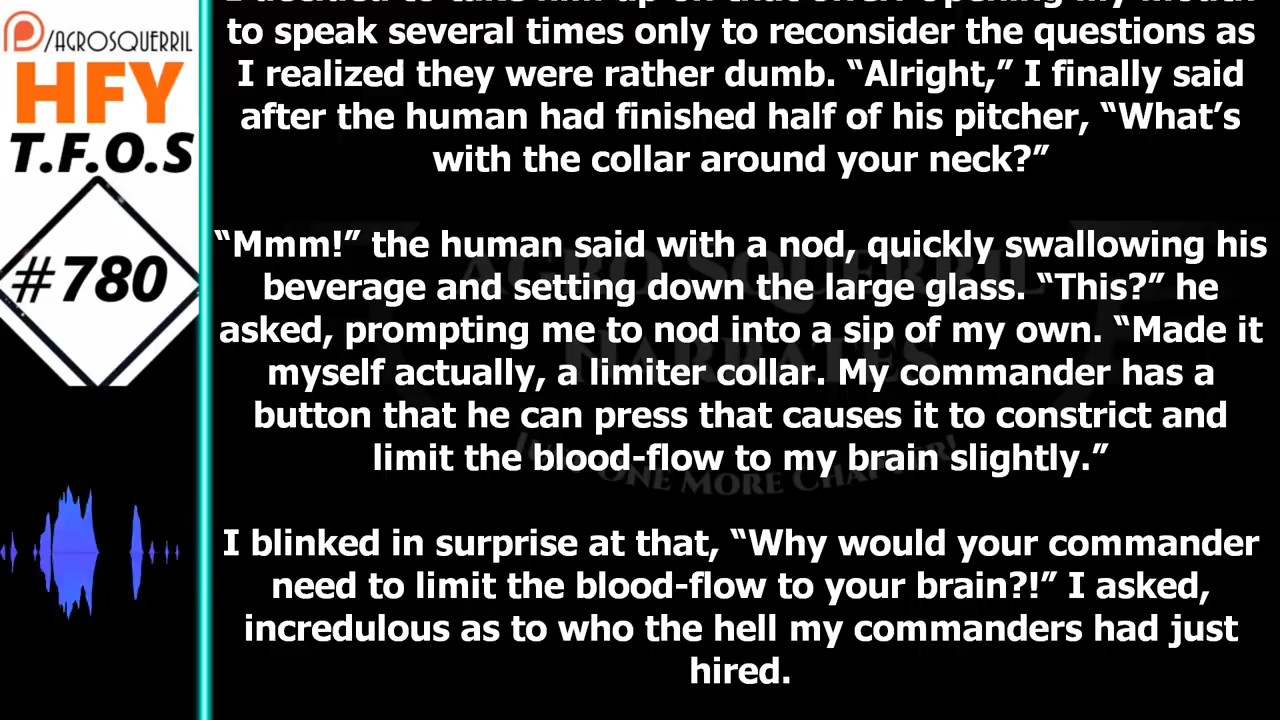 /AGROSQUERRIL
HFY
T.F.O.S
#780
to speak several times only to reconsider the questions as
I realized they were rather dumb. “Alright,” I finally said
after the human had finished half of his pitcher, “What’s
with the collar around your neck?”
“Mmm!” the human said with a nod, quickly swallowing his
beverage and setting down the large glass. “This?” he
asked, prompting me to nod into a sip of my own. “Made it
myself actually, a limiter collar. My commander has a
button that he can press that causes it to constrict and
limit the blood-flow to my brain slightly.”
I blinked in surprise at that, “Why would your commander
need to limit the blood-flow to your brain?!” I asked,
incredulous as to who the hell my commanders had just
hired.